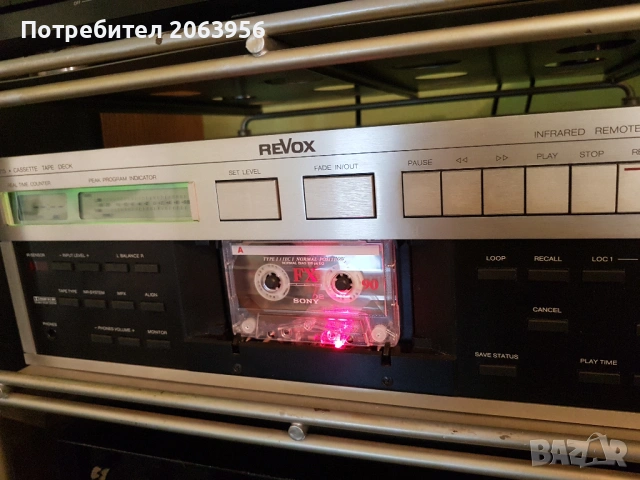 Потребител 2063956
REVOX
INFRARED REMOTE
CASSETTE TAPE DECK
TIME COUNTER
PEAK PROGRAM INDICATOR
SET LEVEL
FADE IN/OUT
PAUSE
PLAY
STOP
- INPUT LEVEL +
L BALANCE R
TAPE TYPE
MPX
ALIGN
- PHONES VOLUME +
MONITOR
PHONES
A
TYPE I (IEC I) NORMAL POSITION
FX
90
SONY
LOOP
RECALL
LOC 1
CANCEL
SAVE STATUS
PLAY TIME
BAZAR